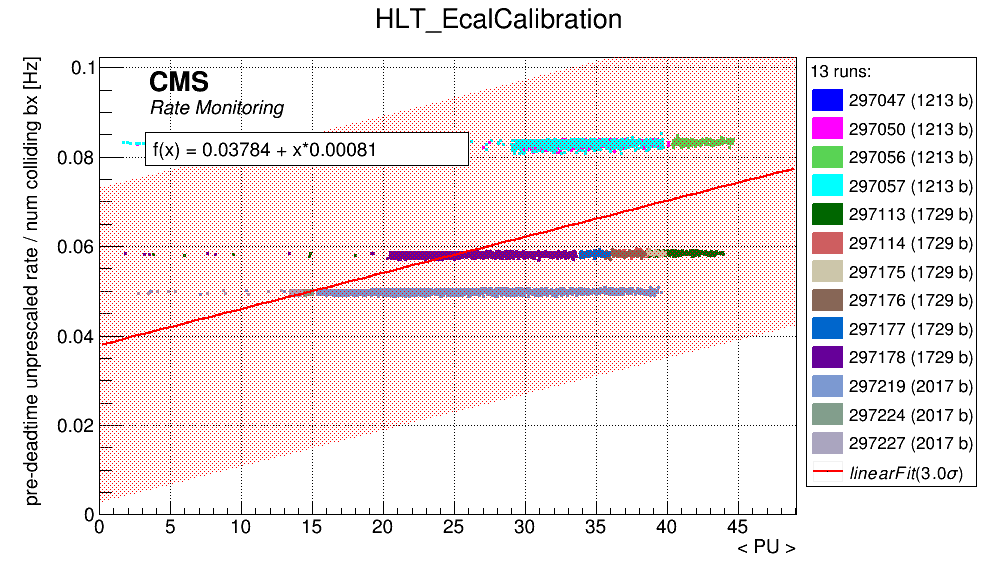 HLT_EcalCalibration
pre-deadtime unprescaled rate / num colliding bx [Hz]
0.1
0.08
0.06
0.04
0.02
0
CMS
Rate Monitoring
f(x) = 0.03784 + x*0.00081
0 5 10 15 20 25 30 35 40 45
< PU >
13 runs:
297047 (1213 b)
297050 (1213 b)
297056 (1213 b)
297057 (1213 b)
297113 (1729 b)
297114 (1729 b)
297175 (1729 b)
297176 (1729 b)
297177 (1729 b)
297178 (1729 b)
297219 (2017 b)
297224 (2017 b)
297227 (2017 b)
linearFit(3.0σ)